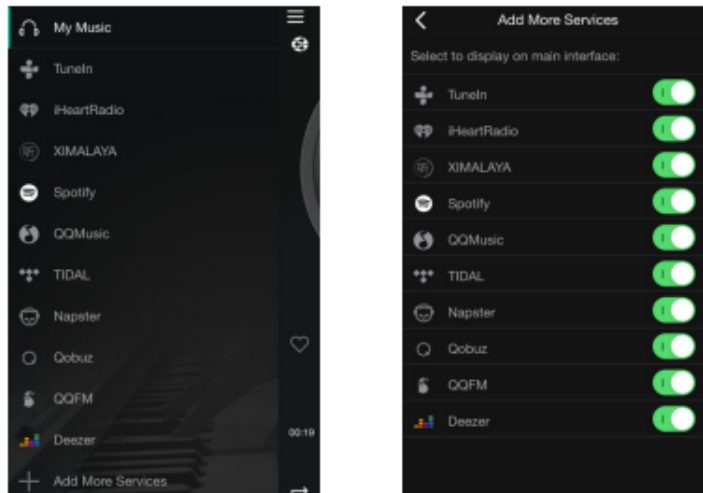 My Music
TuneIn
iHeartRadio
XIMALAYA
Spotify
QQMusic
TIDAL
Napster
Qobuz
QQFM
Deezer
00:19
Add More Services
Add More Services
Select to display on main interface:
TuneIn
iHeartRadio
XIMALAYA
Spotify
QQMusic
TIDAL
Napster
Qobuz
QQFM
Deezer